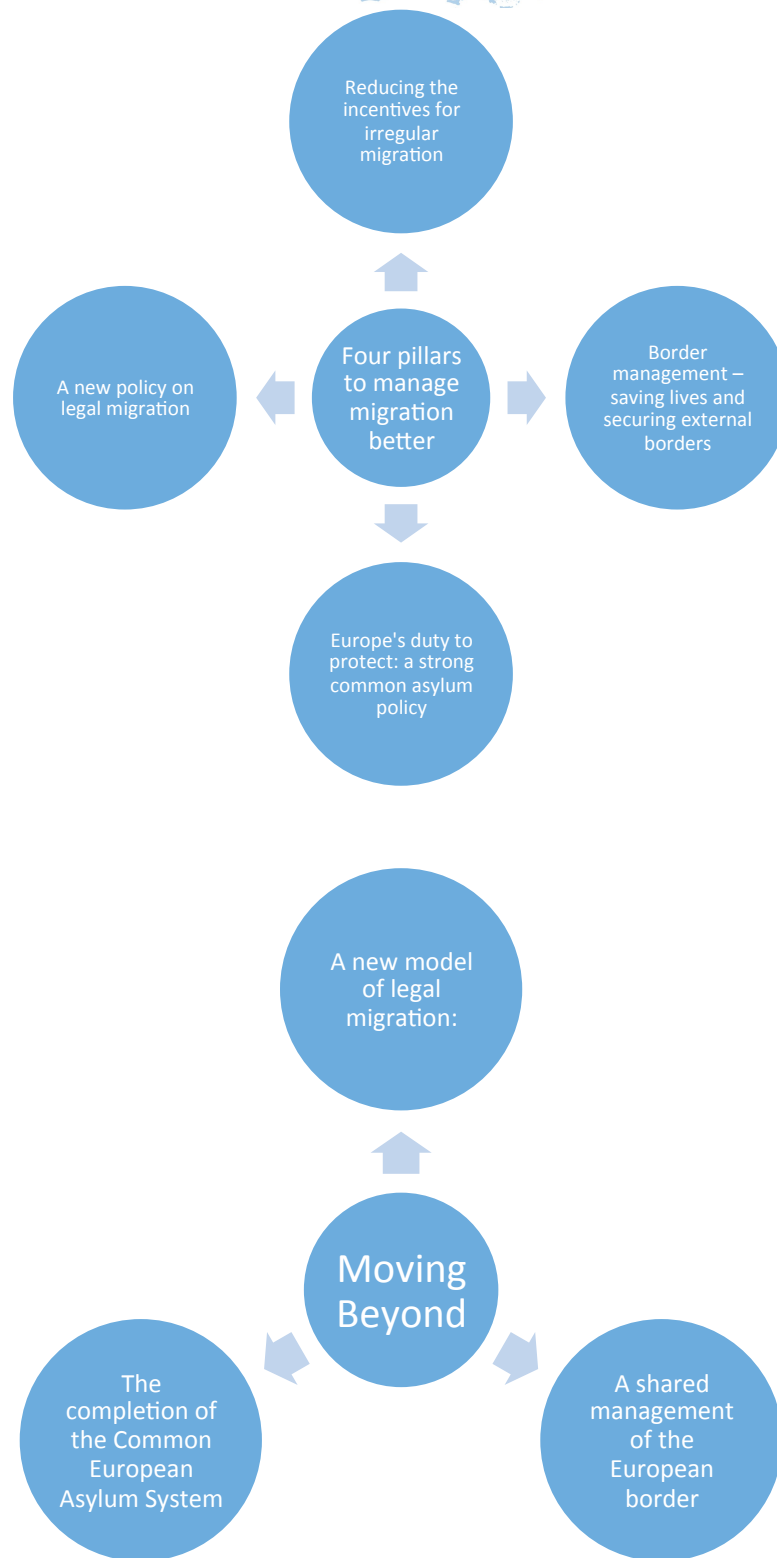 Reducing the
incentives for
irregular
migration
A new policy on
legal migration
Four pillars
to manage
migration
better
Border
management –
saving lives and
securing external
borders
Europe's duty to
protect: a strong
common asylum
policy
A new model
of legal
migration:
Moving
Beyond
The
completion of
the Common
European
Asylum System
A shared
management
of the
European
border